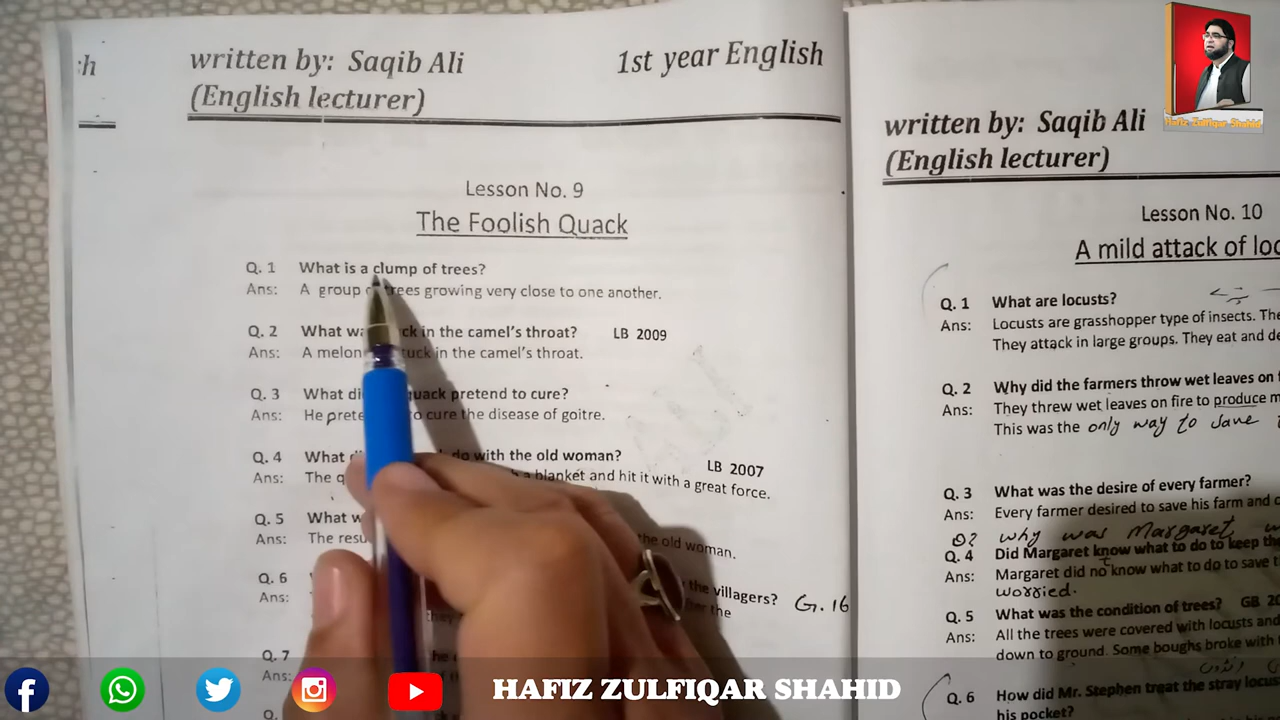 :h
written by: Saqib Ali
1st year English
(English lecturer)
Lesson No. 9
The Foolish Quack
Q. 1 What is a clump of trees?
Ans: A group trees growing very close to one another.
Q. 2 What in the camel's throat? LB 2009
Ans: A melon in the camel's throat.
Q. 3 What quack pretend to cure?
Ans: He to cure the disease of goitre.
Q. 4 What do with the old woman?
LB 2007
Ans: The a blanket and hit it with a great force.
Q. 5 What
Ans: The the old woman.
Q. 6 the villagers? G. 16
Ans: the
Q. 7
Ans:
Q.
written by: Saqib Ali
(English lecturer)
Lesson No. 10
A mild attack of
Q. 1 What are locusts?
Ans: Locusts are grasshopper type of insects.
They attack in large groups. They eat and
Q. 2 Why did the farmers throw wet leaves on
Ans: They threw wet leaves on fire to produce
This was the only way to save
Q. 3 What was the desire of every farmer?
Ans: Every farmer desired to save his farm and
Q? why was Margaret
Q. 4 Did Margaret know what to do to keep
Ans: Margaret did not know what to do to save
worried.
Q. 5 What was the condition of trees? GB
Ans: All the trees were covered with locusts and
down to ground. Some boughs broke with
Q. 6 How did Mr. Stephen treat the stray
his pocket?
Hafiz Zulfiqar Shahid
HAFIZ ZULFIQAR SHAHID